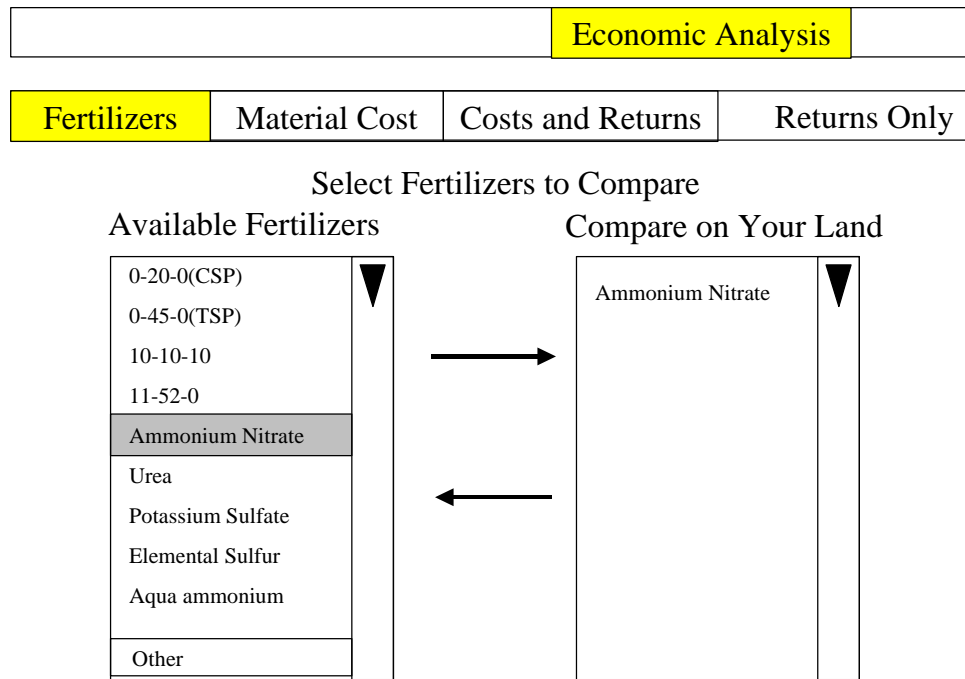 Economic Analysis
Fertilizers Material Cost Costs and Returns Returns Only
Select Fertilizers to Compare
Available Fertilizers Compare on Your Land
0-20-0(CSP)
Ammonium Nitrate
0-45-0(TSP)
10-10-10
11-52-0
Ammonium Nitrate
Urea
Potassium Sulfate
Elemental Sulfur
Aqua ammonium
Other